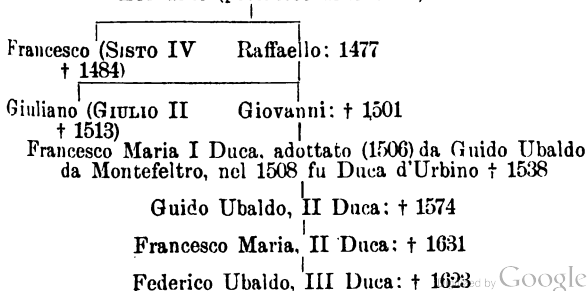 Francesco (SISTO IV Raffaello: 1477
† 1484)
Giuliano (GIULIO II Giovanni: † 1501
† 1513)
Francesco Maria I Duca, adottato (1506) da Guido Ubaldo
da Montefeltro, nel 1508 fu Duca d'Urbino † 1538
Guido Ubaldo, II Duca: † 1574
Francesco Maria, II Duca: † 1631
Federico Ubaldo, III Duca: † 1623
Google